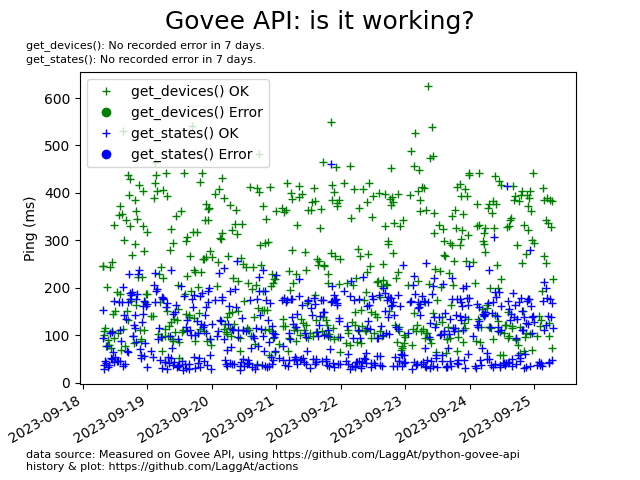 Govee API: is it working?
get_devices(): No recorded error in 7 days.
get_states(): No recorded error in 7 days.
get_devices() OK
get_devices() Error
get_states() OK
get_states() Error
Ping (ms)
600
500
400
300
200
100
0
2023-09-18
2023-09-19
2023-09-20
2023-09-21
2023-09-22
2023-09-23
2023-09-24
2023-09-25
data source: Measured on Govee API, using https://github.com/LaggAt/python-govee-api
history & plot: https://github.com/LaggAt/actions